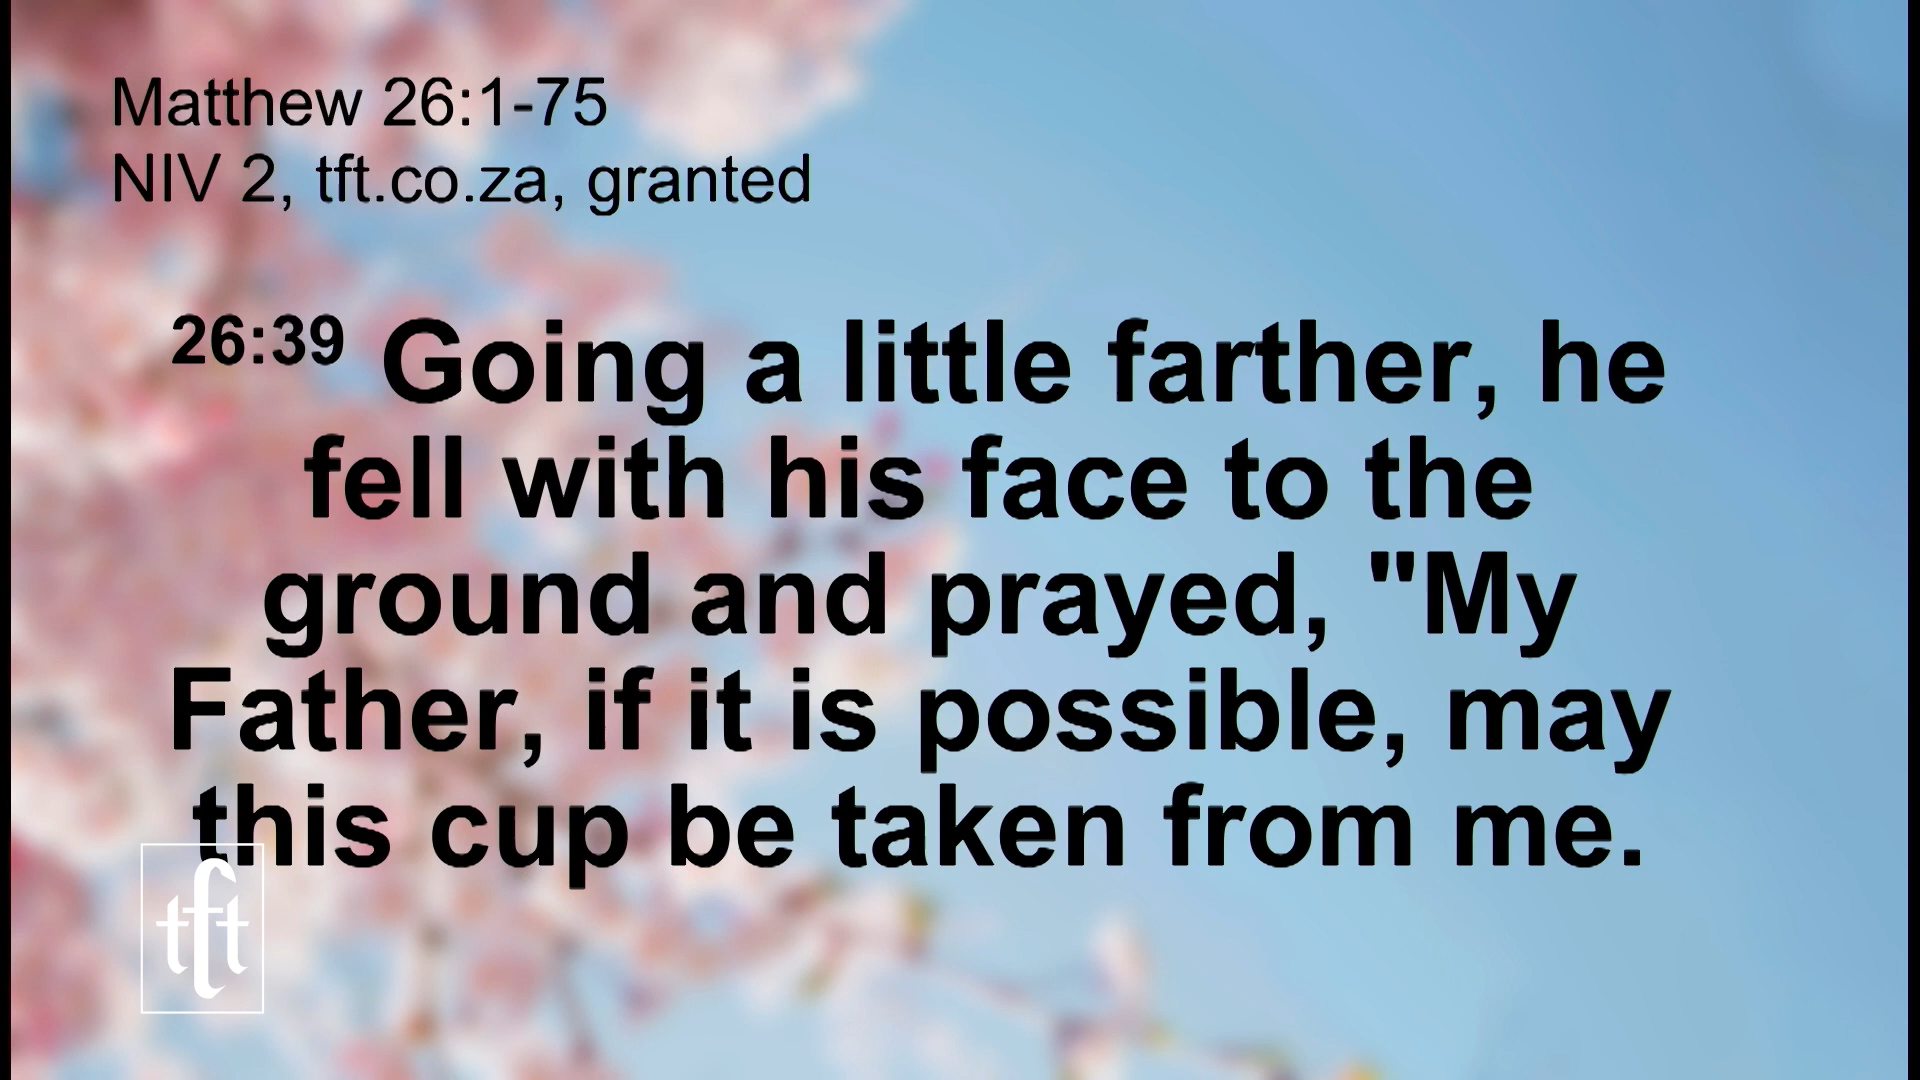 Matthew 26:1-75
NIV 2, tft.co.za, granted
26:39 Going a little farther, he
fell with his face to the
ground and prayed, "My
Father, if it is possible, may
this cup be taken from me.
tft